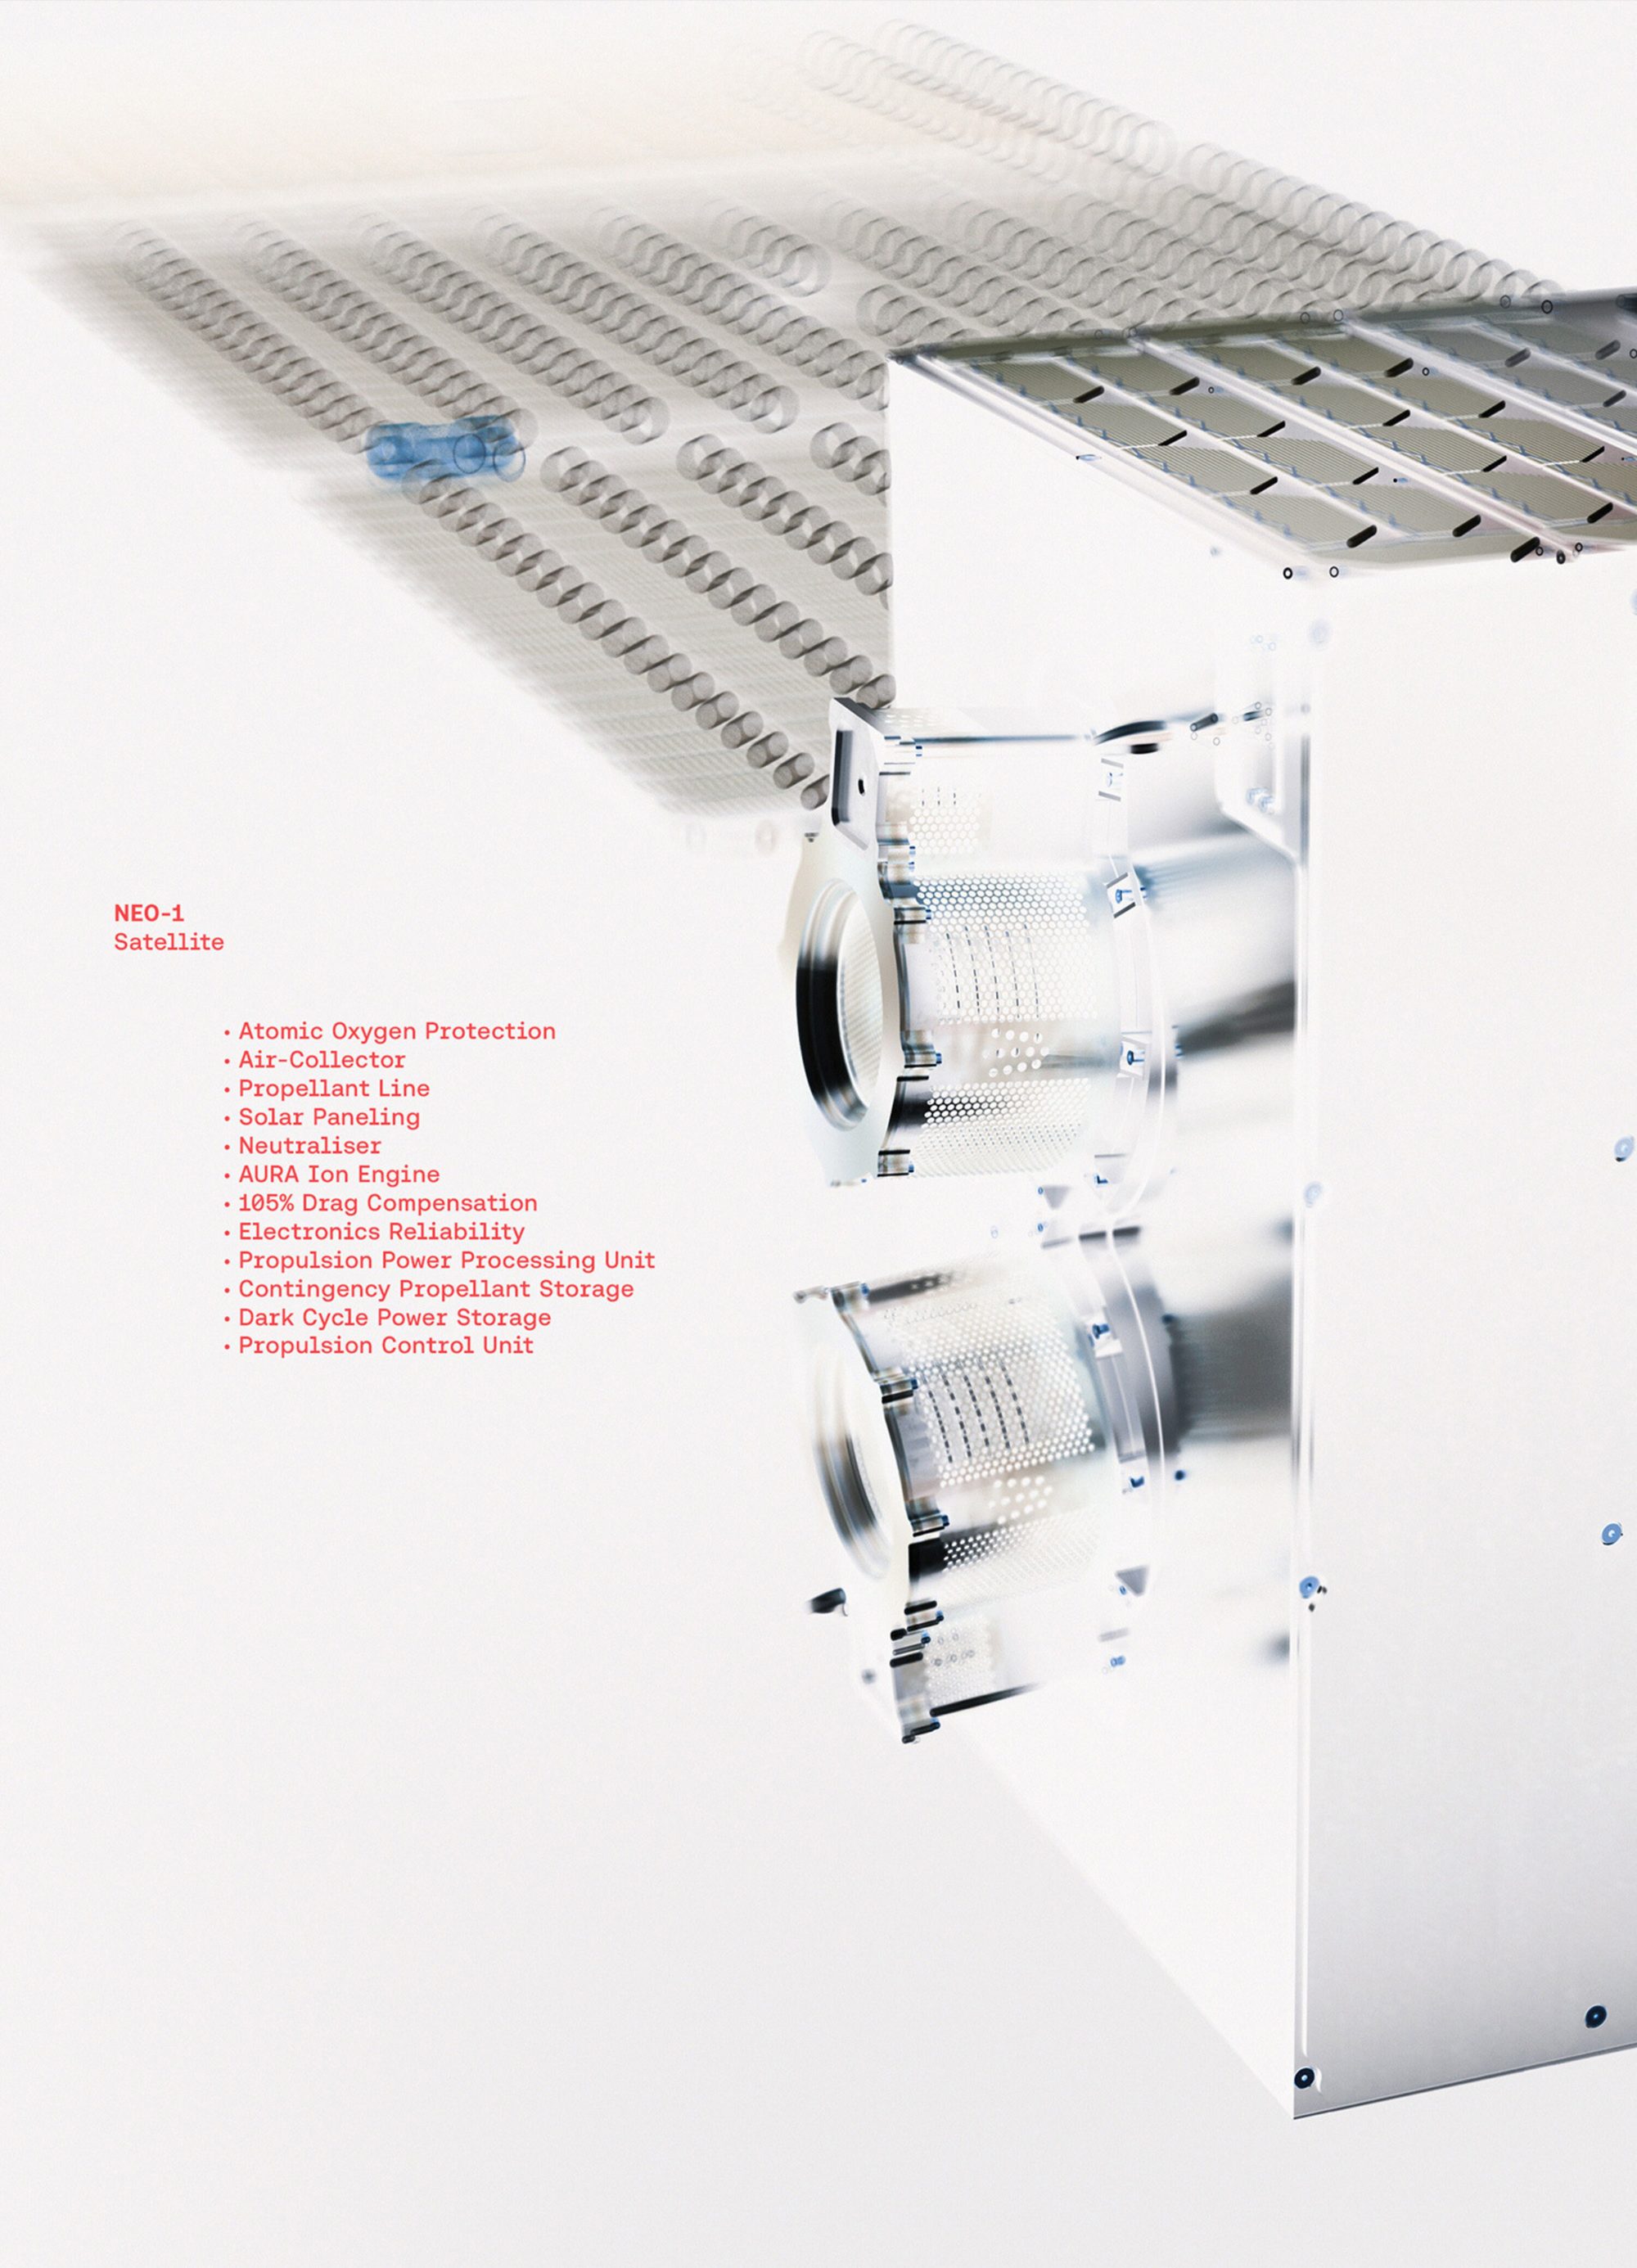 NEO-1
Satellite
• Atomic Oxygen Protection
• Air-Collector
• Propellant Line
• Solar Paneling
• Neutraliser
• AURA Ion Engine
• 105% Drag Compensation
• Electronics Reliability
• Propulsion Power Processing Unit
• Contingency Propellant Storage
• Dark Cycle Power Storage
• Propulsion Control Unit